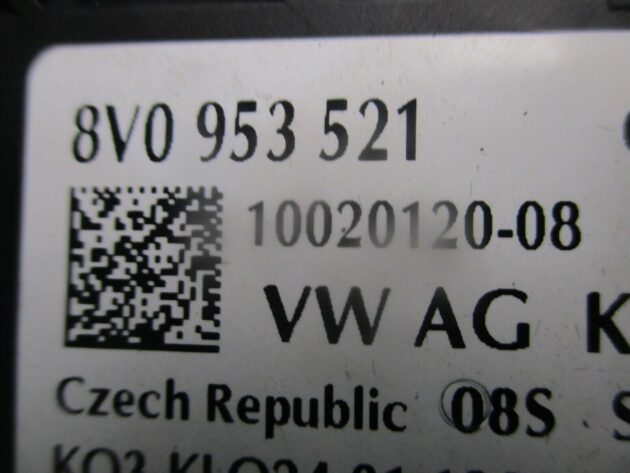 8V0 953 521
10020120-08
VW AG K
Czech Republic 08S S